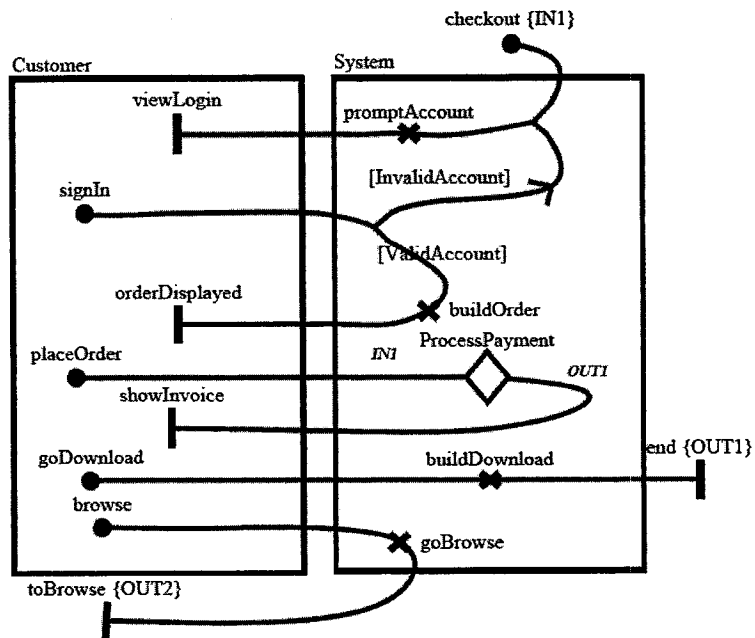 checkout {IN1}
Customer
System
viewLogin
promptAccount
[InvalidAccount]
signIn
[ValidAccount]
orderDisplayed
buildOrder
ProcessPayment
placeOrder
IN1
OUT1
showInvoice
goDownload
buildDownload
end {OUT1}
browse
goBrowse
toBrowse {OUT2}